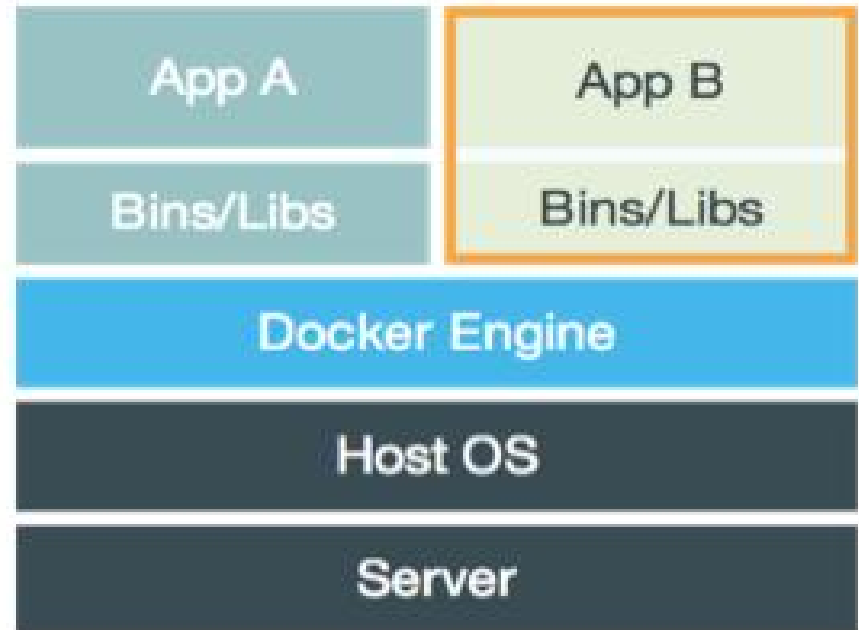 App A
App B
Bins/Libs
Bins/Libs
Docker Engine
Host OS
Server